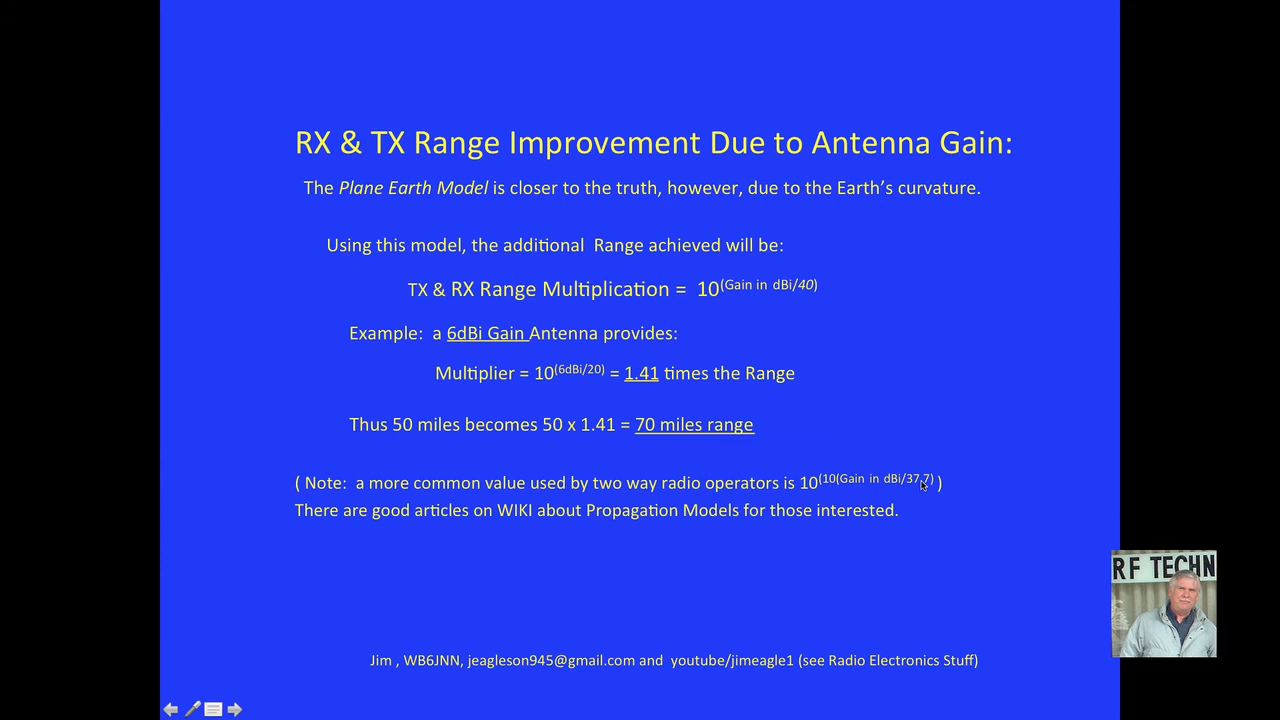 RX & TX Range Improvement Due to Antenna Gain:
The Plane Earth Model is closer to the truth, however, due to the Earth's curvature.
Using this model, the additional Range achieved will be:
TX & RX Range Multiplication = 10(Gain in dBi/40)
Example: a 6dBi Gain Antenna provides:
Multiplier = 10(6dBi/20) = 1.41 times the Range
Thus 50 miles becomes 50 x 1.41 = 70 miles range
( Note: a more common value used by two way radio operators is 10(10(Gain in dBi/37.7) )
There are good articles on WIKI about Propagation Models for those interested.
RF TECHN
Jim , WB6JNN, jeagleson945@gmail.com and youtube/jimeagle1 (see Radio Electronics Stuff)